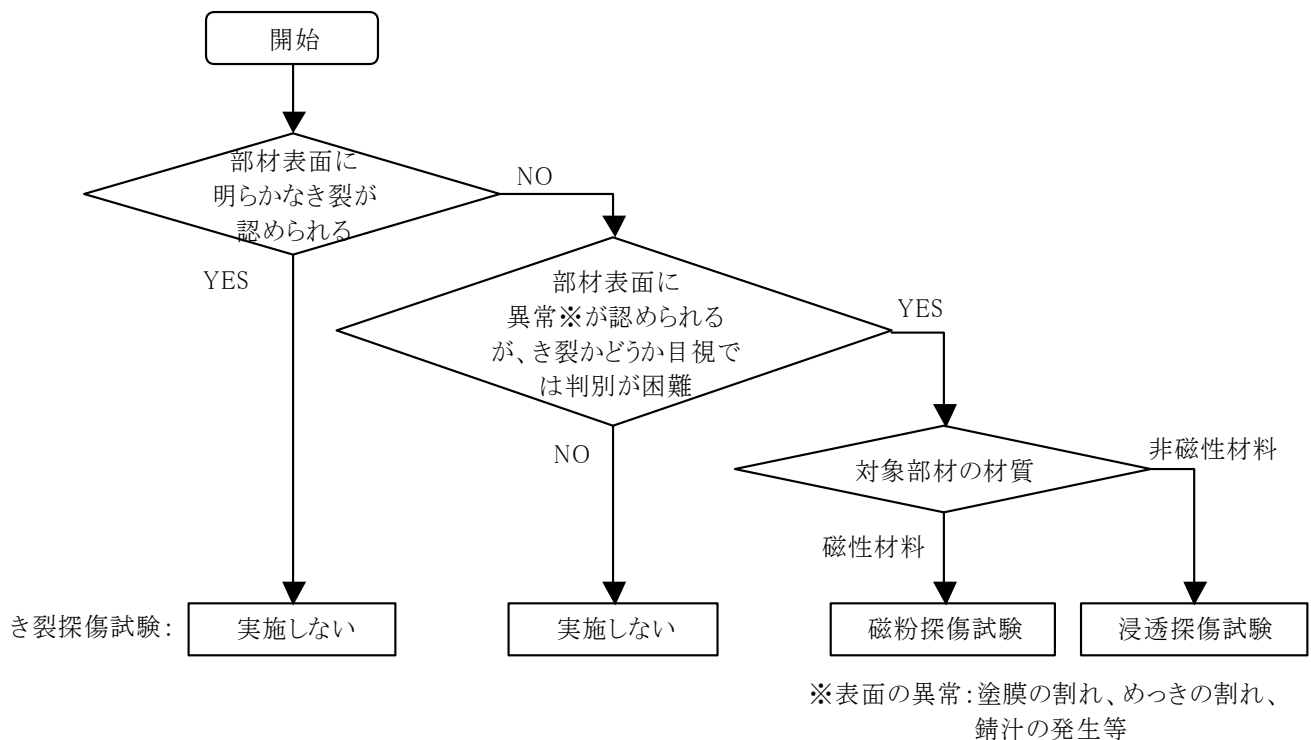 開始
部材表面に
明らかなき裂が
認められる
NO
YES
部材表面に
異常※が認められる
が、き裂かどうか目視で
は判別が困難
YES
NO
対象部材の材質
非磁性材料
磁性材料
き裂探傷試験:
実施しない
実施しない
磁粉探傷試験
浸透探傷試験
※表面の異常:塗膜の割れ、めっきの割れ、
錆汁の発生等